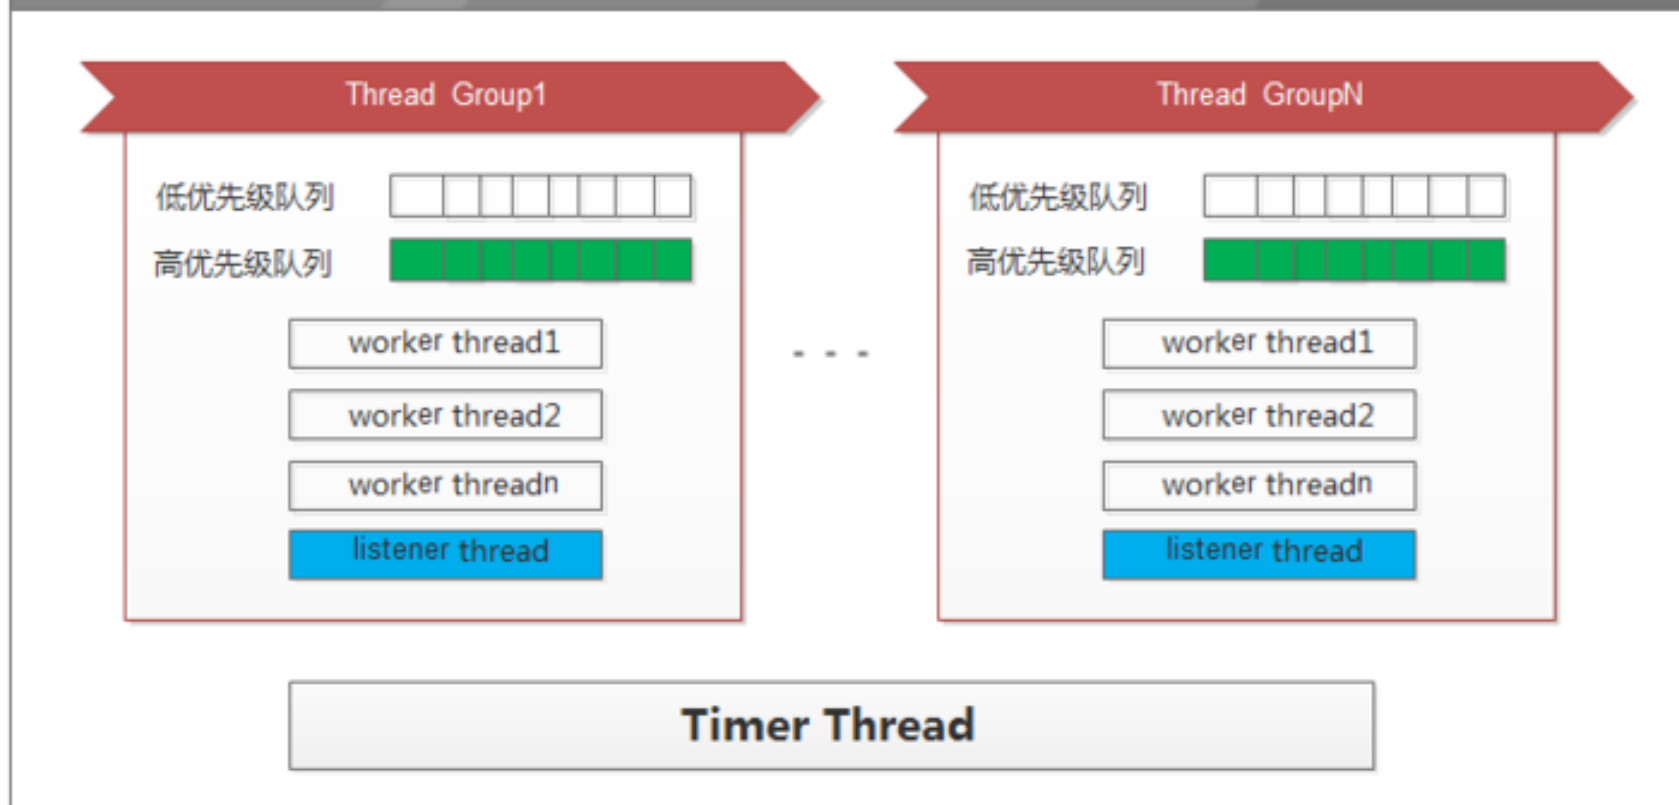 Thread Group1
低优先级队列
高优先级队列
worker thread1
worker thread2
worker threadn
listener thread
- - -
Thread GroupN
低优先级队列
高优先级队列
worker thread1
worker thread2
worker threadn
listener thread
Timer Thread